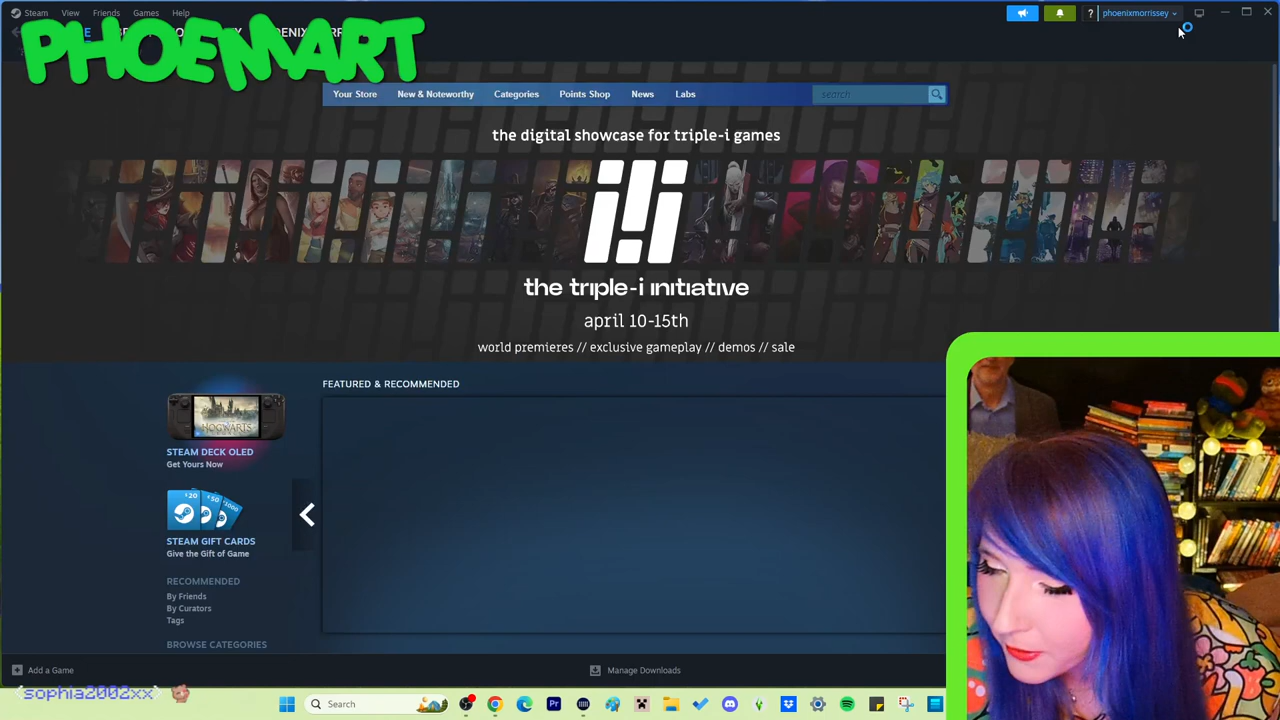 Steam View Friends Games Help
phoenixmorrissey
PHOEMART
Your Store New & Noteworthy Categories Points Shop News Labs search
the digital showcase for triple-i games
the triple-i initiative
april 10-15th
world premieres // exclusive gameplay // demos // sale
FEATURED & RECOMMENDED
HOGWARTS
STEAM DECK OLED
Get Yours Now
STEAM GIFT CARDS
Give the Gift of Game
RECOMMENDED
By Friends
By Curators
Tags
BROWSE CATEGORIES
Add a Game Manage Downloads
<sophia2002xx>
Search